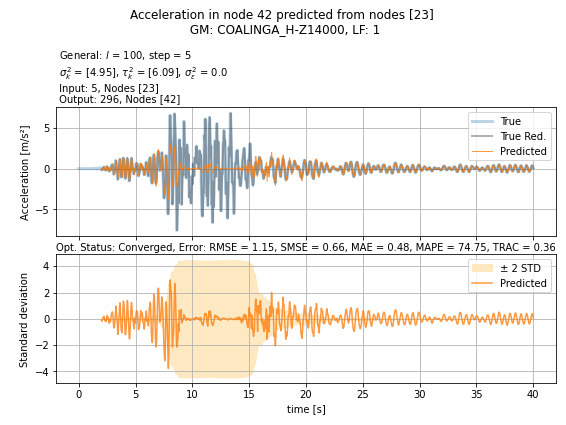 Acceleration in node 42 predicted from nodes [23]
GM: COALINGA_H-Z14000, LF: 1
General: l = 100, step = 5
σ²ₖ = [4.95], τ²ₖ = [6.09], σ²_ε = 0.0
Input: 5, Nodes [23]
Output: 296, Nodes [42]
Acceleration [m/s²]
5
0
−5
True
True Red.
Predicted
Opt. Status: Converged, Error: RMSE = 1.15, SMSE = 0.66, MAE = 0.48, MAPE = 74.75, TRAC = 0.36
Standard deviation
4
2
0
−2
−4
± 2 STD
Predicted
0 5 10 15 20 25 30 35 40
time [s]